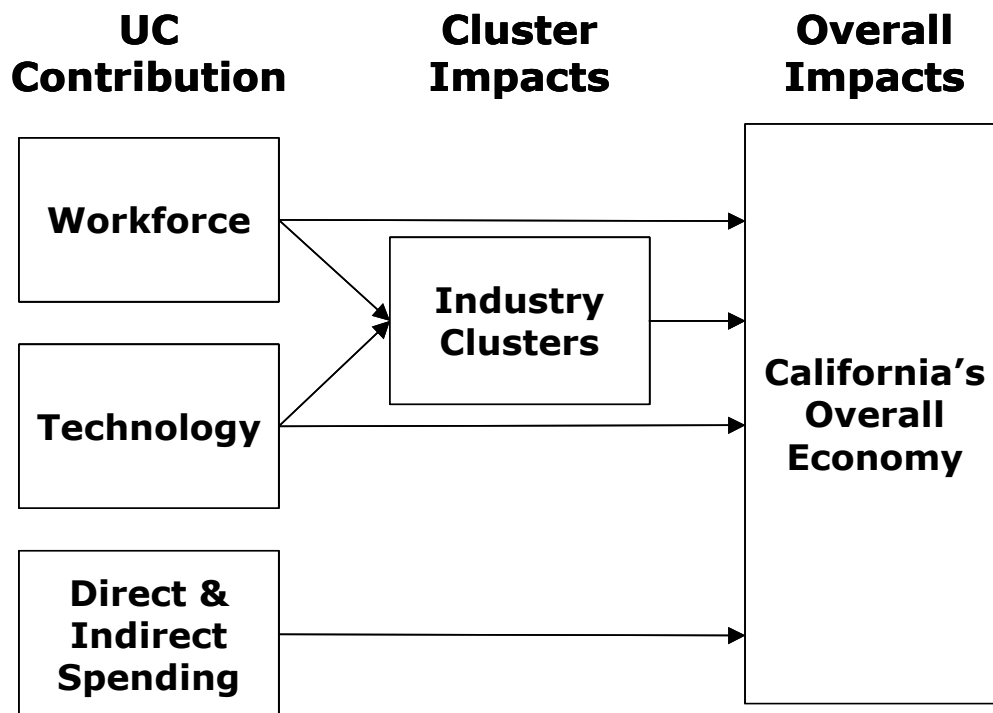 UC
Contribution
Cluster
Impacts
Overall
Impacts
Workforce
Industry
Clusters
Technology
California’s
Overall
Economy
Direct &
Indirect
Spending